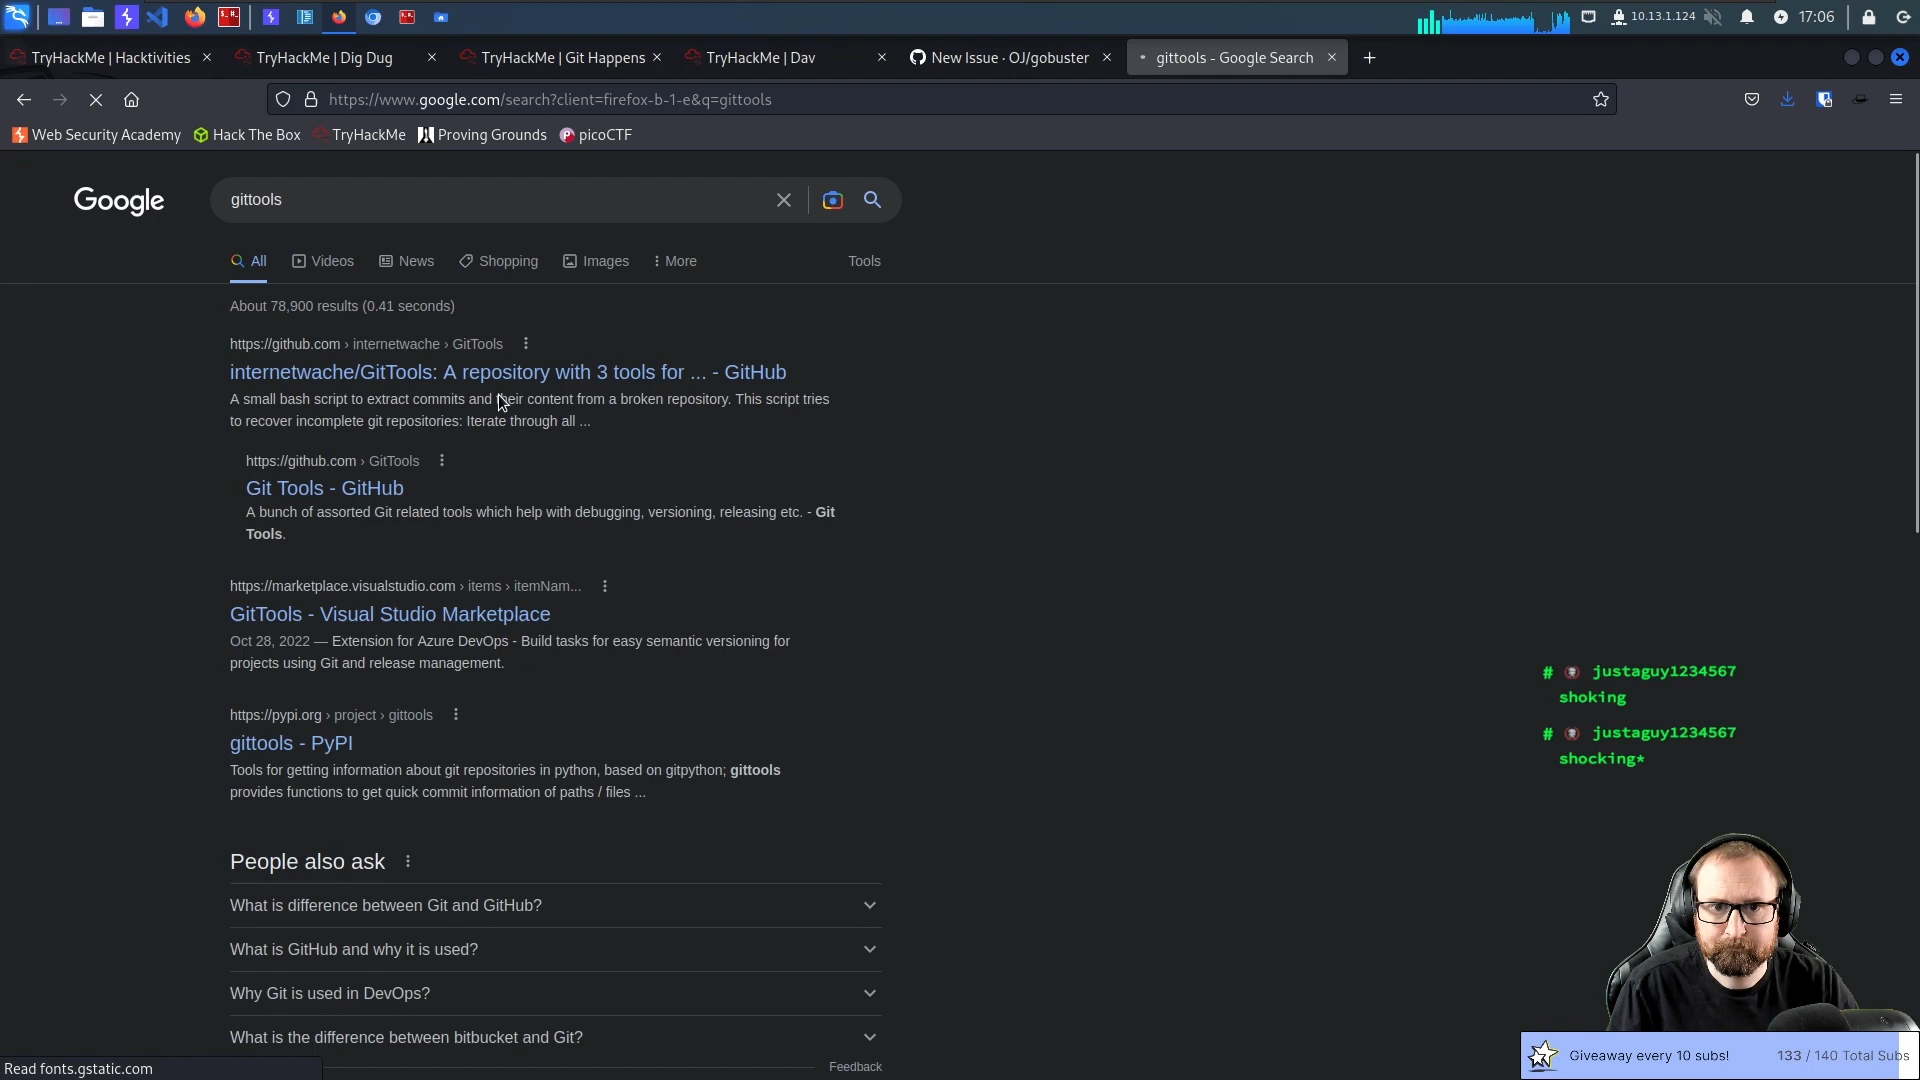 10.13.1.124
17:06
TryHackMe | Hacktivities
TryHackMe | Dig Dug
TryHackMe | Git Happens
TryHackMe | Dav
New Issue · OJ/gobuster
gittools - Google Search
https://www.google.com/search?client=firefox-b-1-e&q=gittools
Web Security Academy
Hack The Box
TryHackMe
Proving Grounds
picoCTF
Google
gittools
All
Videos
News
Shopping
Images
More
Tools
About 78,900 results (0.41 seconds)
https://github.com › internetwache › GitTools
internetwache/GitTools: A repository with 3 tools for ... - GitHub
A small bash script to extract commits and their content from a broken repository. This script tries
to recover incomplete git repositories: Iterate through all ...
https://github.com › GitTools
Git Tools - GitHub
A bunch of assorted Git related tools which help with debugging, versioning, releasing etc. - Git
Tools.
https://marketplace.visualstudio.com › items › itemNam...
GitTools - Visual Studio Marketplace
Oct 28, 2022 — Extension for Azure DevOps - Build tasks for easy semantic versioning for
projects using Git and release management.
https://pypi.org › project › gittools
gittools - PyPI
Tools for getting information about git repositories in python, based on gitpython; gittools
provides functions to get quick commit information of paths / files ...
People also ask
What is difference between Git and GitHub?
What is GitHub and why it is used?
Why Git is used in DevOps?
What is the difference between bitbucket and Git?
Feedback
Read fonts.gstatic.com
# justaguy1234567
shoking
# justaguy1234567
shocking*
Giveaway every 10 subs!
133 / 140 Total Subs